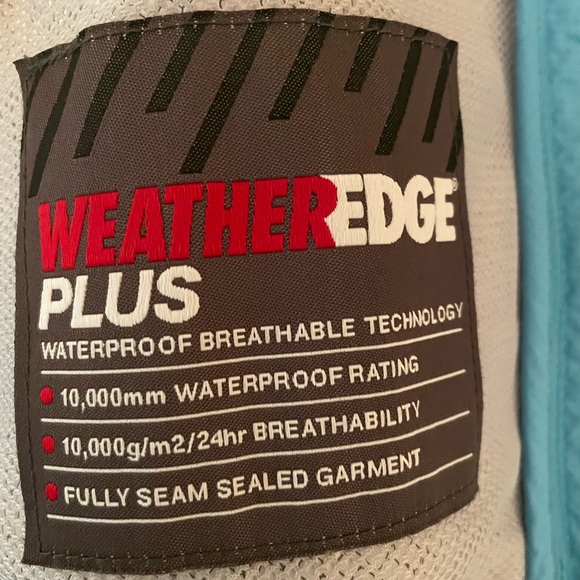 WEATHEREDGE®
PLUS
WATERPROOF BREATHABLE TECHNOLOGY
10,000mm WATERPROOF RATING
10,000g/m2/24hr BREATHABILITY
FULLY SEAM SEALED GARMENT